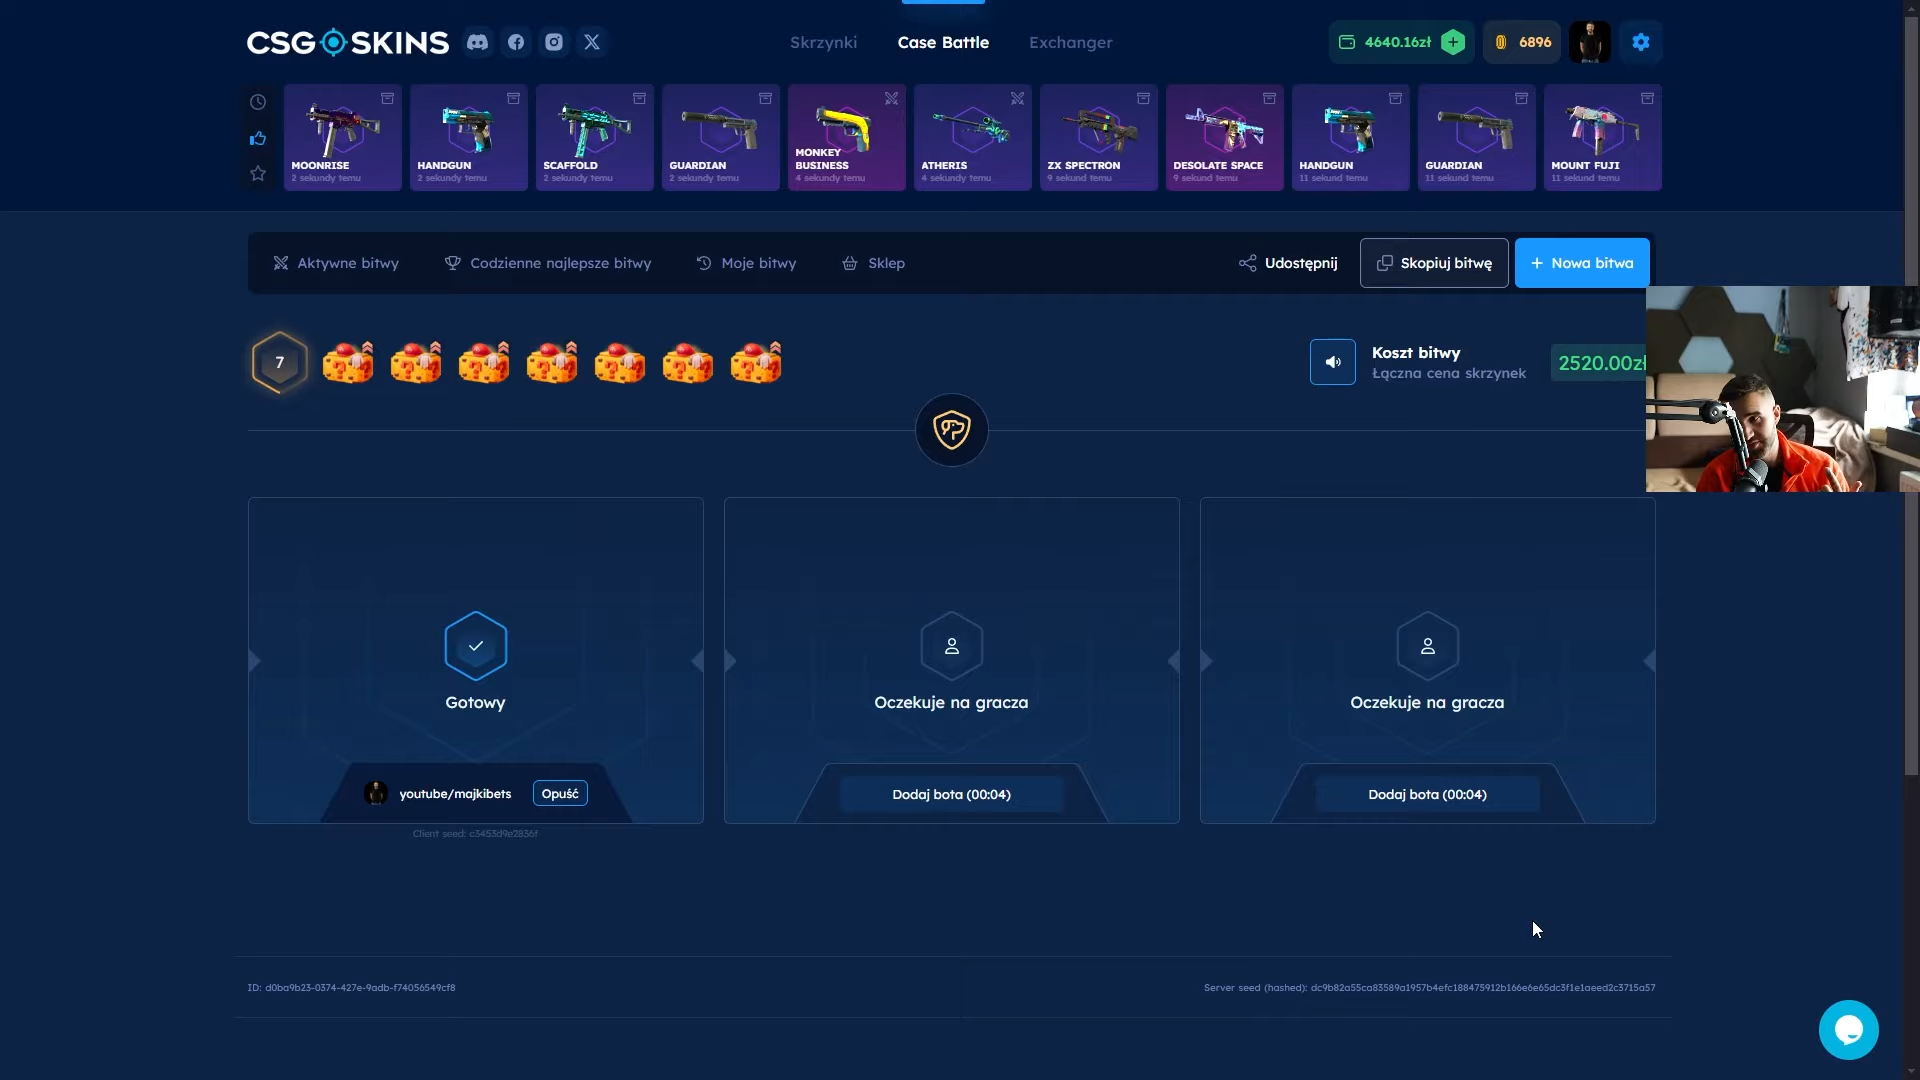 CSG SKINS
Skrzynki
Case Battle
Exchanger
4640.16zł
6896
MOONRISE
2 sekundy temu
HANDGUN
2 sekundy temu
SCAFFOLD
2 sekundy temu
GUARDIAN
2 sekundy temu
MONKEY
BUSINESS
4 sekundy temu
ATHERIS
4 sekundy temu
ZX SPECTRON
9 sekund temu
DESOLATE SPACE
9 sekund temu
HANDGUN
11 sekund temu
GUARDIAN
11 sekund temu
MOUNT FUJI
11 sekund temu
Aktywne bitwy
Codzienne najlepsze bitwy
Moje bitwy
Sklep
Udostępnij
Skopiuj bitwę
+ Nowa bitwa
7
Koszt bitwy
Łączna cena skrzynek
2520.00zł
Gotowy
youtube/majkibets
Opuść
Client seed: c3453d9e2836f
Oczekuje na gracza
Dodaj bota (00:04)
Oczekuje na gracza
Dodaj bota (00:04)
ID: d0ba9b23-0374-427e-9adb-f74056549cf8
Server seed (hashed): dc9b82a55ca83589a1957b4efc188475912b166e6e65dc3f1e1aeed2c3715a57